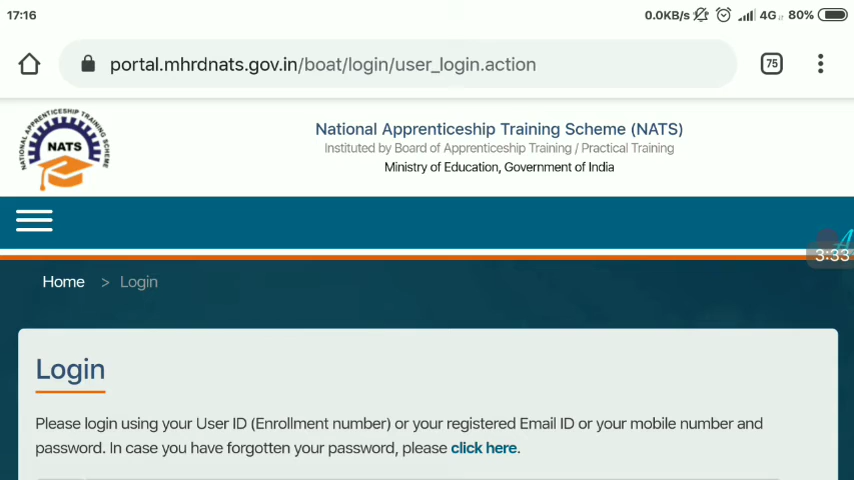 17:16 0.0KB/s 4G 80%
portal.mhrdnats.gov.in/boat/login/user_login.action 75
NATIONAL APPRENTICESHIP TRAINING SCHEME
NATS
National Apprenticeship Training Scheme (NATS)
Instituted by Board of Apprenticeship Training / Practical Training
Ministry of Education, Government of India
3:33
Home > Login
Login
Please login using your User ID (Enrollment number) or your registered Email ID or your mobile number and
password. In case you have forgotten your password, please click here.